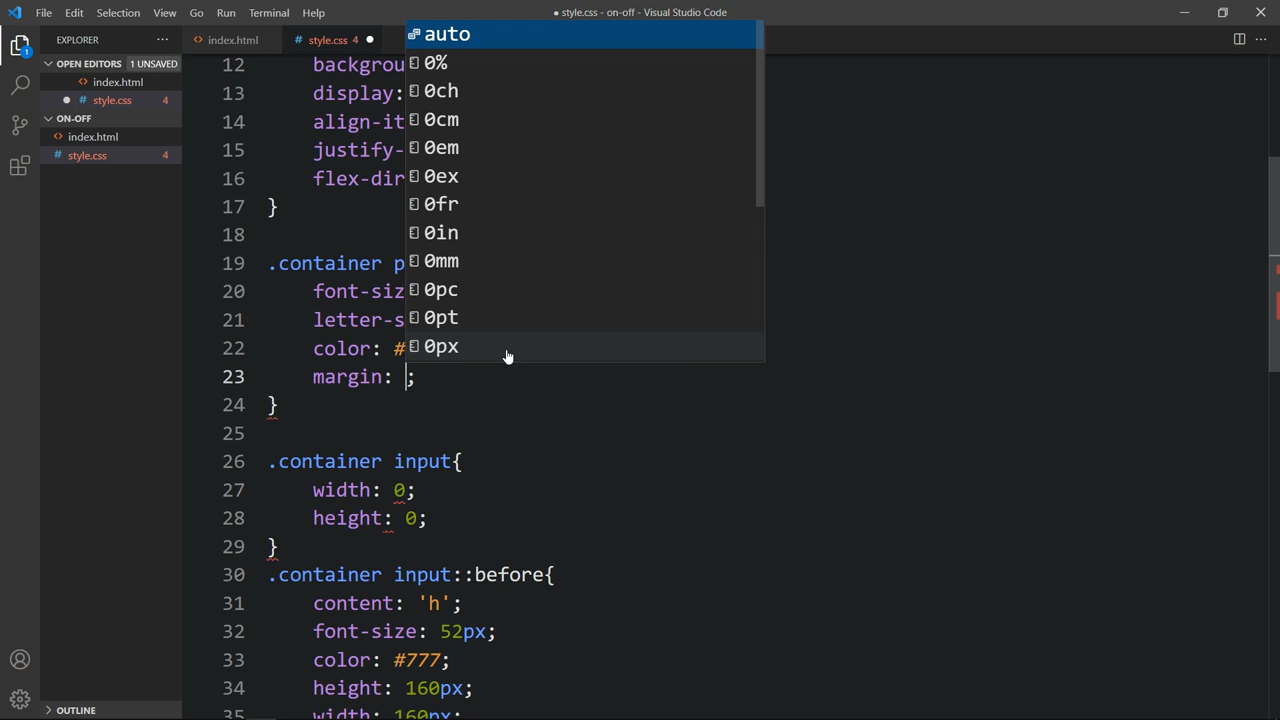 File Edit Selection View Go Run Terminal Help
● style.css - on-off - Visual Studio Code
EXPLORER
1
OPEN EDITORS 1 UNSAVED
<> index.html
● # style.css 4
ON-OFF
<> index.html
# style.css 4
OUTLINE
<> index.html # style.css 4 ●
12 backgrou
13 display:
14 align-it
15 justify-
16 flex-dir
17 }
18
19 .container p
20 font-siz
21 letter-s
22 color: #
23 margin: ;
24 }
25
26 .container input{
27 width: 0;
28 height: 0;
29 }
30 .container input::before{
31 content: 'h';
32 font-size: 52px;
33 color: #777;
34 height: 160px;
35 width: 160px;
auto
0%
0ch
0cm
0em
0ex
0fr
0in
0mm
0pc
0pt
0px